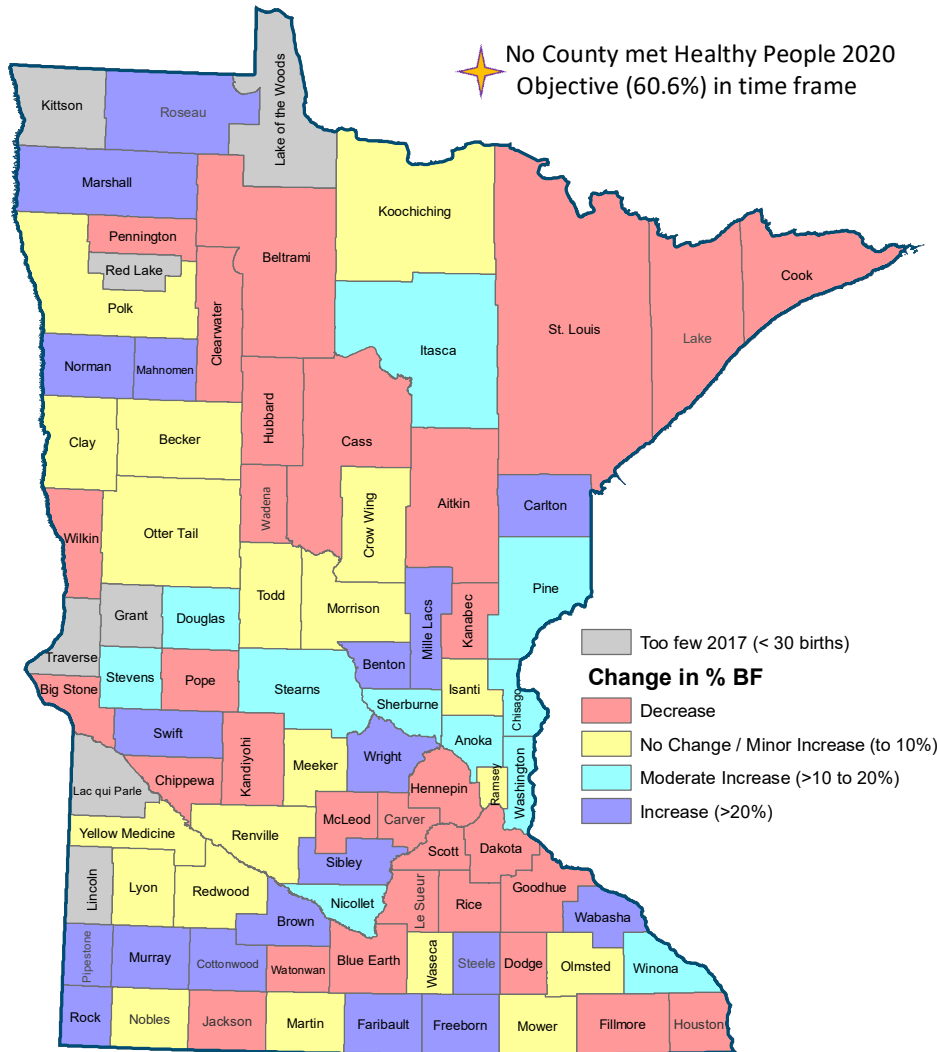 No County met Healthy People 2020
Objective (60.6%) in time frame
Kittson
Roseau
Lake of the Woods
Marshall
Koochiching
Pennington
Beltrami
Red Lake
Cook
Polk
Clearwater
St. Louis
Lake
Itasca
Norman
Mahnomen
Hubbard
Clay
Becker
Cass
Wadena
Aitkin
Carlton
Crow Wing
Wilkin
Otter Tail
Pine
Todd
Morrison
Mille Lacs
Kanabec
Grant
Douglas
Traverse
Benton
Stevens
Pope
Big Stone
Stearns
Isanti
Sherburne
Chisago
Swift
Kandiyohi
Anoka
Wright
Meeker
Washington
Ramsey
Chippewa
Hennepin
Lac qui Parle
McLeod
Carver
Yellow Medicine
Renville
Scott
Dakota
Sibley
Lincoln
Lyon
Redwood
Le Sueur
Rice
Goodhue
Nicollet
Brown
Wabasha
Pipestone
Murray
Cottonwood
Watonwan
Blue Earth
Waseca
Steele
Dodge
Olmsted
Winona
Rock
Nobles
Jackson
Martin
Faribault
Freeborn
Mower
Fillmore
Houston
Too few 2017 (< 30 births)
Change in % BF
Decrease
No Change / Minor Increase (to 10%)
Moderate Increase (>10 to 20%)
Increase (>20%)